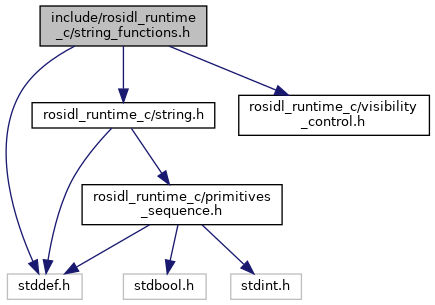 include/rosidl_runtime
_c/string_functions.h
rosidl_runtime_c/string.h
rosidl_runtime_c/visibility
_control.h
rosidl_runtime_c/primitives
_sequence.h
stddef.h
stdbool.h
stdint.h